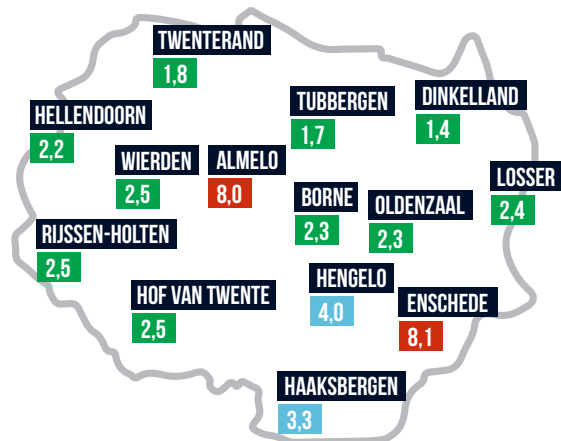 TWENTERAND
1,8
HELLENDOORN
2,2
TUBBERGEN
1,7
DINKELLAND
1,4
WIERDEN
2,5
ALMELO
8,0
LOSSER
2,4
BORNE
2,3
OLDENZAAL
2,3
RIJSSEN-HOLTEN
2,5
HOF VAN TWENTE
2,5
HENGELO
4,0
ENSCHEDE
8,1
HAAKSBERGEN
3,3